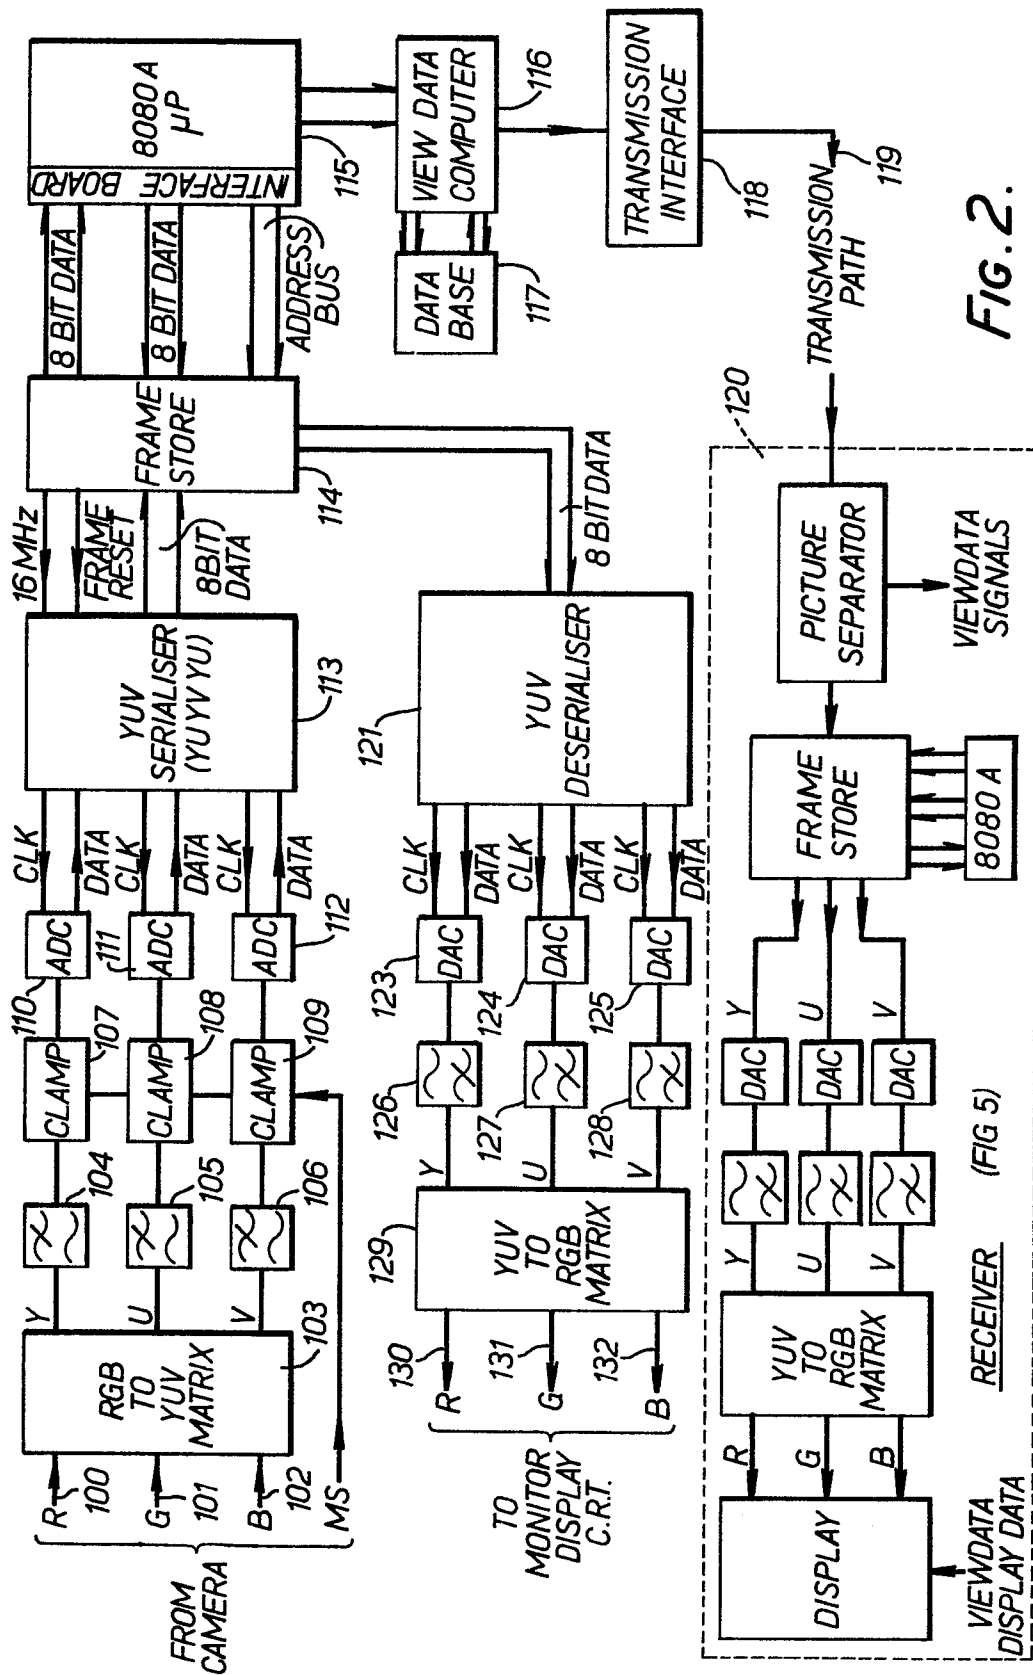 FROM
CAMERA
R
100
G
101
B
102
MS
RGB
TO
YUV
MATRIX
103
Y
U
V
104
105
106
CLAMP
107
CLAMP
108
CLAMP
109
110
ADC
111
ADC
ADC
112
CLK
DATA
CLK
DATA
CLK
DATA
YUV
SERIALISER
(YUYVYU)
113
16 MHz
FRAME
RESET
8BIT
DATA
FRAME
STORE
114
8 BIT DATA
8 BIT DATA
ADDRESS
BUS
INTERFACE BOARD
8080A
μP
115
VIEW DATA
COMPUTER
116
DATA
BASE
117
TRANSMISSION
INTERFACE
118
119
TRANSMISSION
PATH
TO
MONITOR
DISPLAY
C.R.T.
R
130
G
131
B
132
129
YUV
TO
RGB
MATRIX
Y
U
V
126
127
128
123
DAC
124
DAC
125
DAC
CLK
DATA
CLK
DATA
CLK
DATA
121
YUV
DESERIALISER
8 BIT DATA
120
DISPLAY
VIEWDATA
DISPLAY DATA
R
G
B
YUV
TO
RGB
MATRIX
Y
U
V
DAC
DAC
DAC
Y
U
V
FRAME
STORE
8080 A
PICTURE
SEPARATOR
VIEWDATA
SIGNALS
RECEIVER
(FIG 5)
FIG. 2.